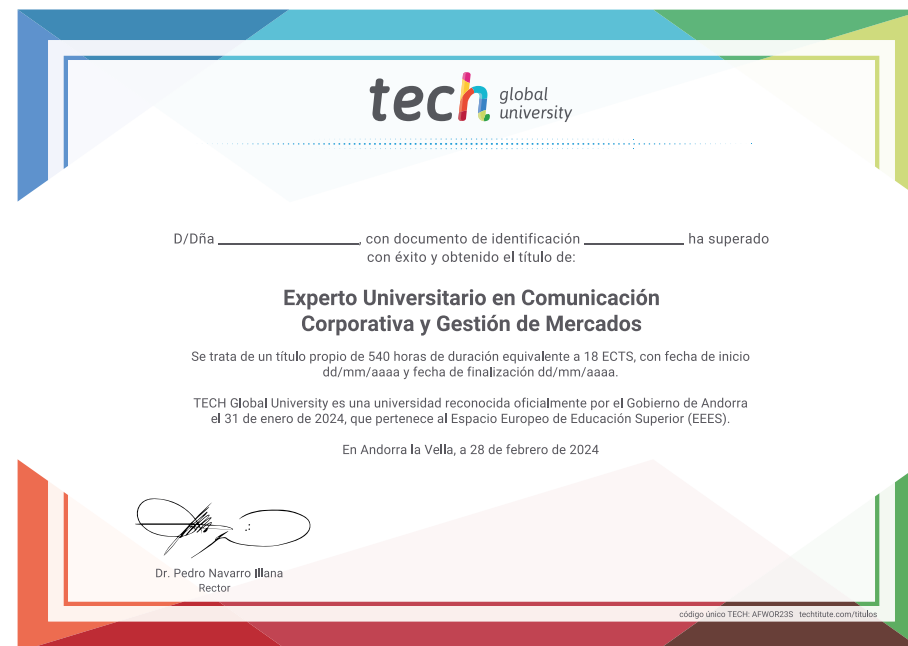 tech global university
D/Dña ____________________, con documento de identificación ______________ ha superado
con éxito y obtenido el título de:
Experto Universitario en Comunicación
Corporativa y Gestión de Mercados
Se trata de un título propio de 540 horas de duración equivalente a 18 ECTS, con fecha de inicio
dd/mm/aaaa y fecha de finalización dd/mm/aaaa.
TECH Global University es una universidad reconocida oficialmente por el Gobierno de Andorra
el 31 de enero de 2024, que pertenece al Espacio Europeo de Educación Superior (EEES).
En Andorra la Vella, a 28 de febrero de 2024
Dr. Pedro Navarro Illana
Rector
código único TECH: AFWOR23S techtitute.com/titulos